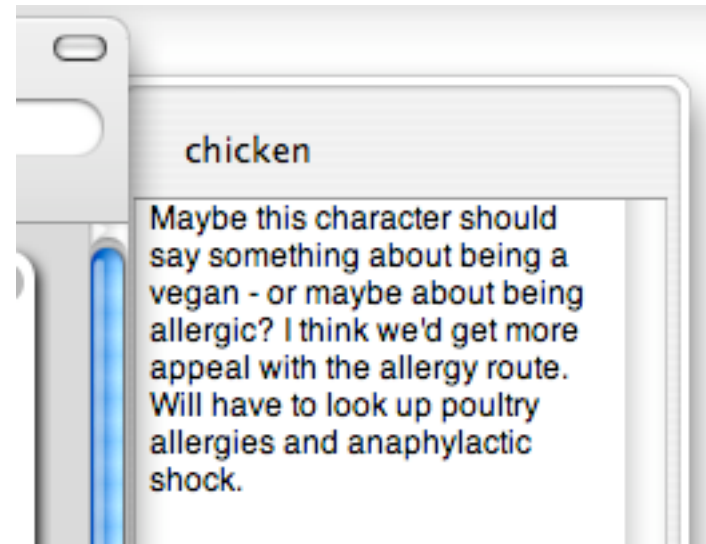 chicken
Maybe this character should
say something about being a
vegan - or maybe about being
allergic? I think we'd get more
appeal with the allergy route.
Will have to look up poultry
allergies and anaphylactic
shock.